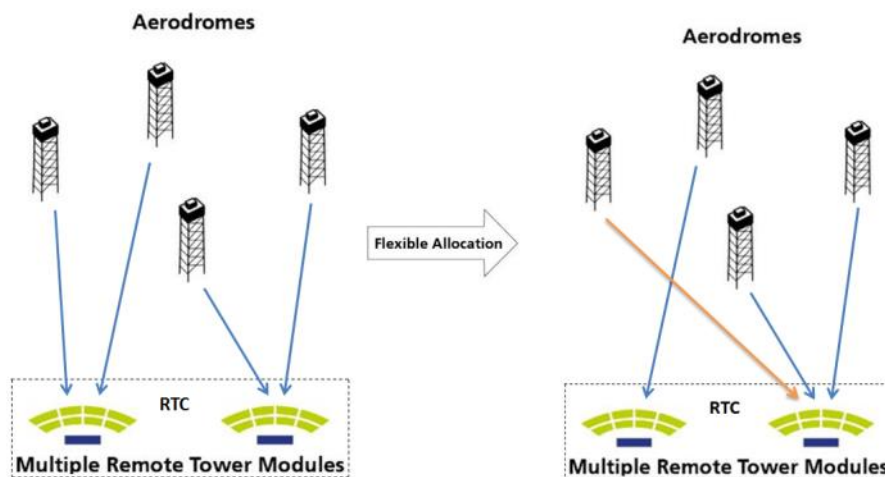 Aerodromes
RTC
Multiple Remote Tower Modules
Flexible Allocation
Aerodromes
RTC
Multiple Remote Tower Modules